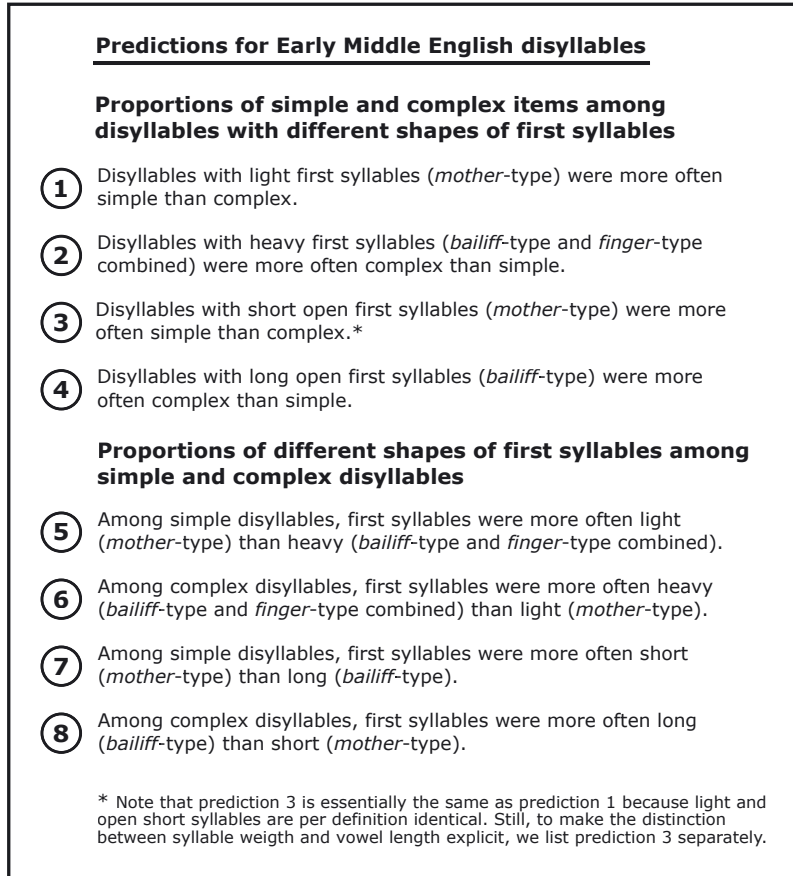 Predictions for Early Middle English disyllables
Proportions of simple and complex items among
disyllables with different shapes of first syllables
1 Disyllables with light first syllables (mother-type) were more often
simple than complex.
2 Disyllables with heavy first syllables (bailiff-type and finger-type
combined) were more often complex than simple.
3 Disyllables with short open first syllables (mother-type) were more
often simple than complex.*
4 Disyllables with long open first syllables (bailiff-type) were more
often complex than simple.
Proportions of different shapes of first syllables among
simple and complex disyllables
5 Among simple disyllables, first syllables were more often light
(mother-type) than heavy (bailiff-type and finger-type combined).
6 Among complex disyllables, first syllables were more often heavy
(bailiff-type and finger-type combined) than light (mother-type).
7 Among simple disyllables, first syllables were more often short
(mother-type) than long (bailiff-type).
8 Among complex disyllables, first syllables were more often long
(bailiff-type) than short (mother-type).
* Note that prediction 3 is essentially the same as prediction 1 because light and
open short syllables are per definition identical. Still, to make the distinction
between syllable weigth and vowel length explicit, we list prediction 3 separately.